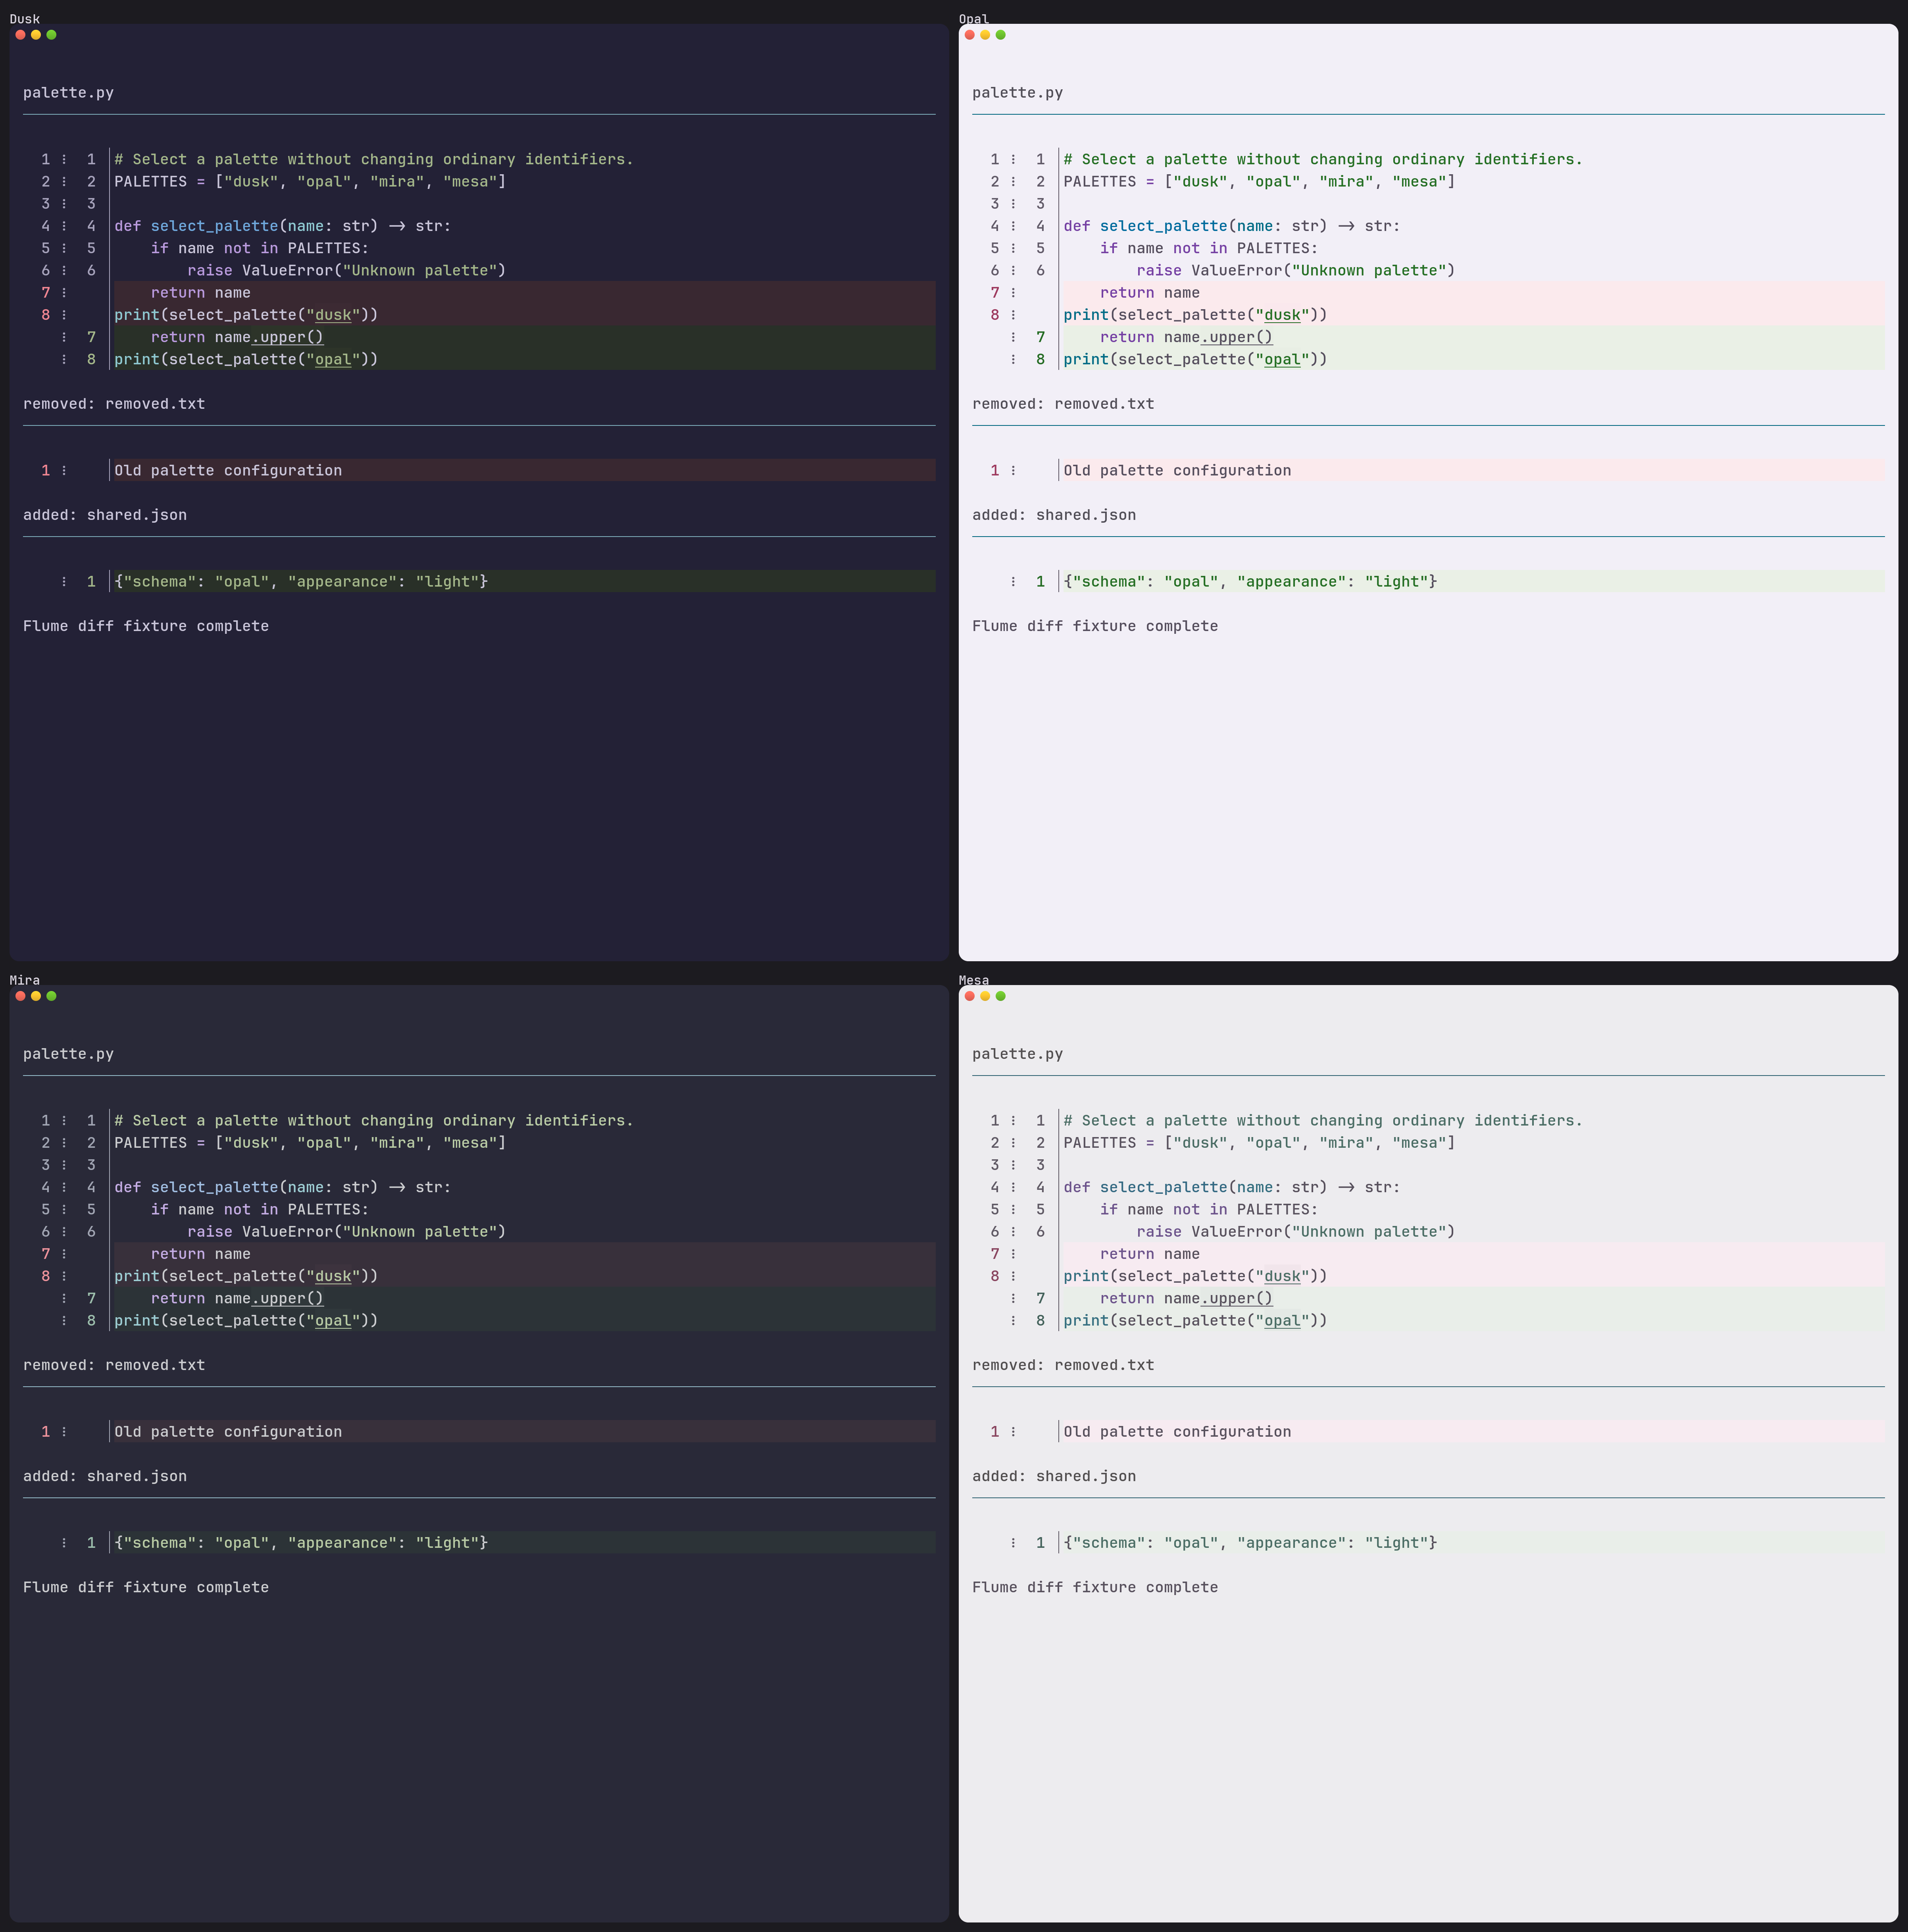 Dusk
palette.py
1 ⋮ 1 │# Select a palette without changing ordinary identifiers.
2 ⋮ 2 │PALETTES = ["dusk", "opal", "mira", "mesa"]
3 ⋮ 3 │
4 ⋮ 4 │def select_palette(name: str) -> str:
5 ⋮ 5 │    if name not in PALETTES:
6 ⋮ 6 │        raise ValueError("Unknown palette")
7 ⋮   │    return name
8 ⋮   │print(select_palette("dusk"))
  ⋮ 7 │    return name.upper()
  ⋮ 8 │print(select_palette("opal"))
removed: removed.txt
1 ⋮   │Old palette configuration
added: shared.json
  ⋮ 1 │{"schema": "opal", "appearance": "light"}
Flume diff fixture complete
Opal
palette.py
1 ⋮ 1 │# Select a palette without changing ordinary identifiers.
2 ⋮ 2 │PALETTES = ["dusk", "opal", "mira", "mesa"]
3 ⋮ 3 │
4 ⋮ 4 │def select_palette(name: str) -> str:
5 ⋮ 5 │    if name not in PALETTES:
6 ⋮ 6 │        raise ValueError("Unknown palette")
7 ⋮   │    return name
8 ⋮   │print(select_palette("dusk"))
  ⋮ 7 │    return name.upper()
  ⋮ 8 │print(select_palette("opal"))
removed: removed.txt
1 ⋮   │Old palette configuration
added: shared.json
  ⋮ 1 │{"schema": "opal", "appearance": "light"}
Flume diff fixture complete
Mira
palette.py
1 ⋮ 1 │# Select a palette without changing ordinary identifiers.
2 ⋮ 2 │PALETTES = ["dusk", "opal", "mira", "mesa"]
3 ⋮ 3 │
4 ⋮ 4 │def select_palette(name: str) -> str:
5 ⋮ 5 │    if name not in PALETTES:
6 ⋮ 6 │        raise ValueError("Unknown palette")
7 ⋮   │    return name
8 ⋮   │print(select_palette("dusk"))
  ⋮ 7 │    return name.upper()
  ⋮ 8 │print(select_palette("opal"))
removed: removed.txt
1 ⋮   │Old palette configuration
added: shared.json
  ⋮ 1 │{"schema": "opal", "appearance": "light"}
Flume diff fixture complete
Mesa
palette.py
1 ⋮ 1 │# Select a palette without changing ordinary identifiers.
2 ⋮ 2 │PALETTES = ["dusk", "opal", "mira", "mesa"]
3 ⋮ 3 │
4 ⋮ 4 │def select_palette(name: str) -> str:
5 ⋮ 5 │    if name not in PALETTES:
6 ⋮ 6 │        raise ValueError("Unknown palette")
7 ⋮   │    return name
8 ⋮   │print(select_palette("dusk"))
  ⋮ 7 │    return name.upper()
  ⋮ 8 │print(select_palette("opal"))
removed: removed.txt
1 ⋮   │Old palette configuration
added: shared.json
  ⋮ 1 │{"schema": "opal", "appearance": "light"}
Flume diff fixture complete